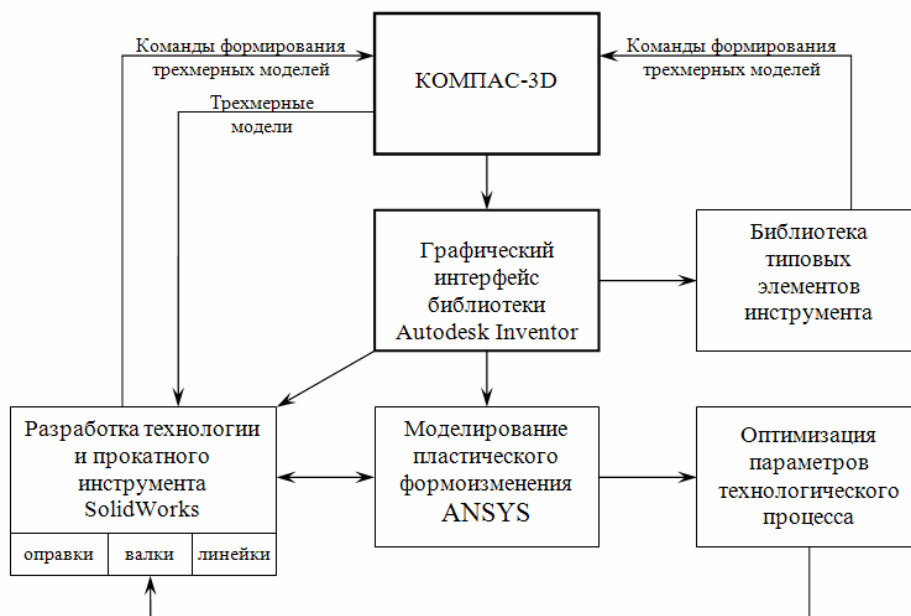 Команды формирования
трехмерных моделей
Команды формирования
трехмерных моделей
КОМПАС-3D
Трехмерные
модели
Графический
интерфейс
библиотеки
Autodesk Inventor
Библиотека
типовых
элементов
инструмента
Разработка технологии
и прокатного
инструмента
SolidWorks
оправки
валки
линейки
Моделирование
пластического
формоизменения
ANSYS
Оптимизация
параметров
технологического
процесса